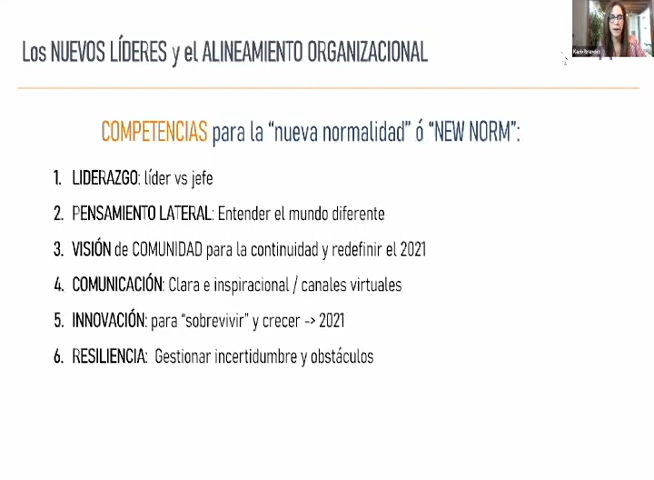 Los NUEVOS LÍDERES y el ALINEAMIENTO ORGANIZACIONAL
COMPETENCIAS para la “nueva normalidad” ó “NEW NORM”:
1. LIDERAZGO: líder vs jefe
2. PENSAMIENTO LATERAL: Entender el mundo diferente
3. VISIÓN de COMUNIDAD para la continuidad y redefinir el 2021
4. COMUNICACIÓN: Clara e inspiracional / canales virtuales
5. INNOVACIÓN: para “sobrevivir” y crecer -> 2021
6. RESILIENCIA: Gestionar incertidumbre y obstáculos